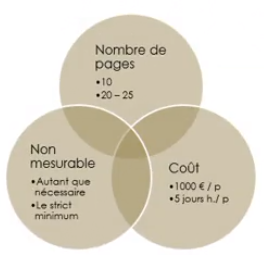 Nombre de
pages
•10
•20 – 25
Non
mesurable
•Autant que
nécessaire
•Le strict
minimum
Coût
•1000 € / p
•5 jours h./ p